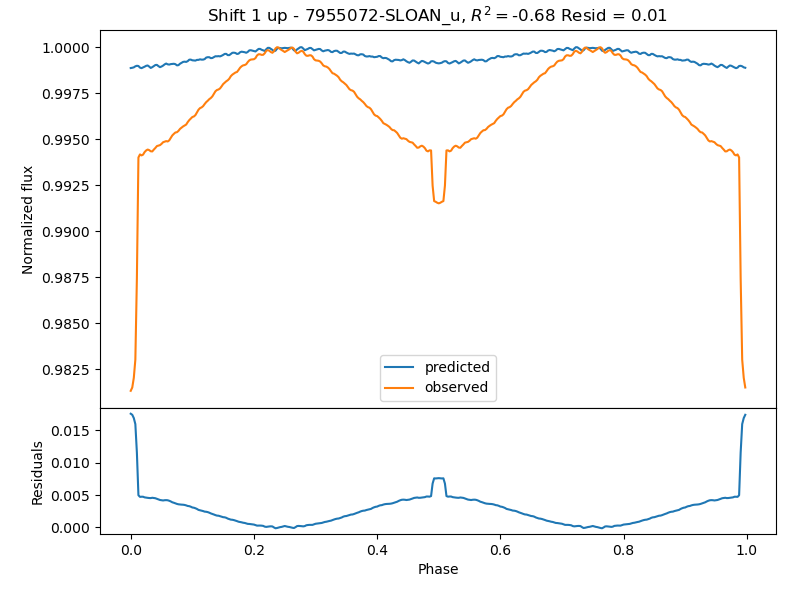 Shift 1 up - 7955072-SLOAN_u, R² = -0.68 Resid = 0.01
Normalized flux
1.0000
0.9975
0.9950
0.9925
0.9900
0.9875
0.9850
0.9825
predicted
observed
Residuals
0.015
0.010
0.005
0.000
0.0 0.2 0.4 0.6 0.8 1.0
Phase